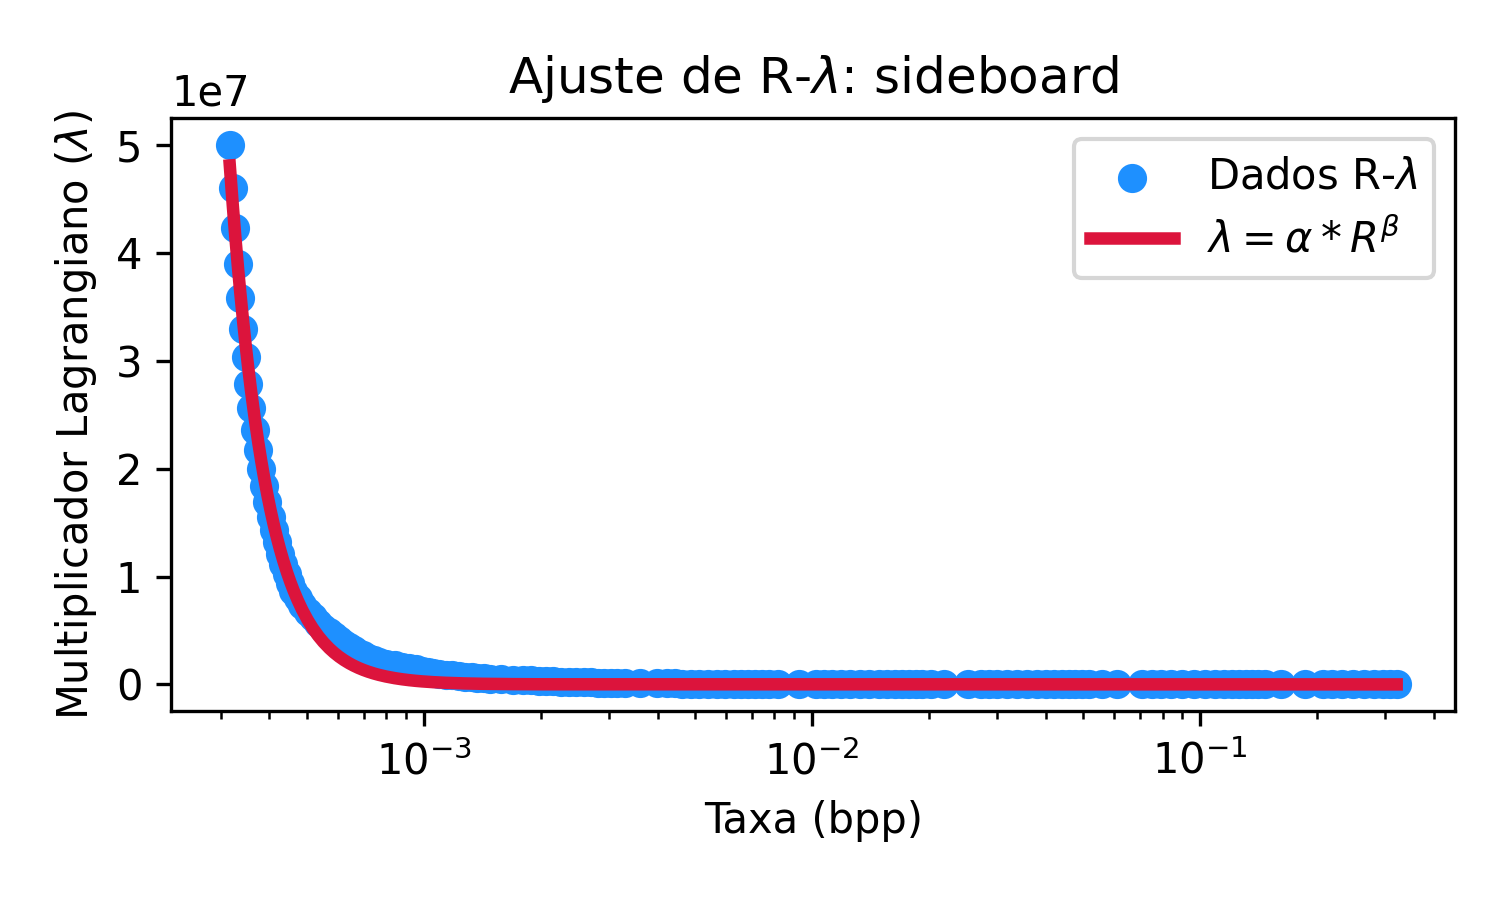 Ajuste de R-λ: sideboard
1e7
Multiplicador Lagrangiano (λ)
5
4
3
2
1
0
Dados R-λ
λ = α * R^β
10^−3
10^−2
10^−1
Taxa (bpp)